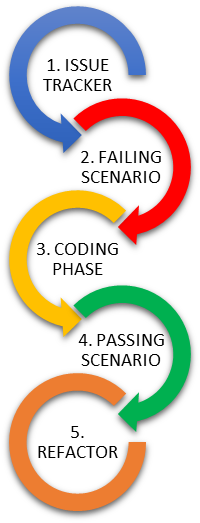 1. ISSUE
TRACKER
2. FAILING
SCENARIO
3. CODING
PHASE
4. PASSING
SCENARIO
5.
REFACTOR